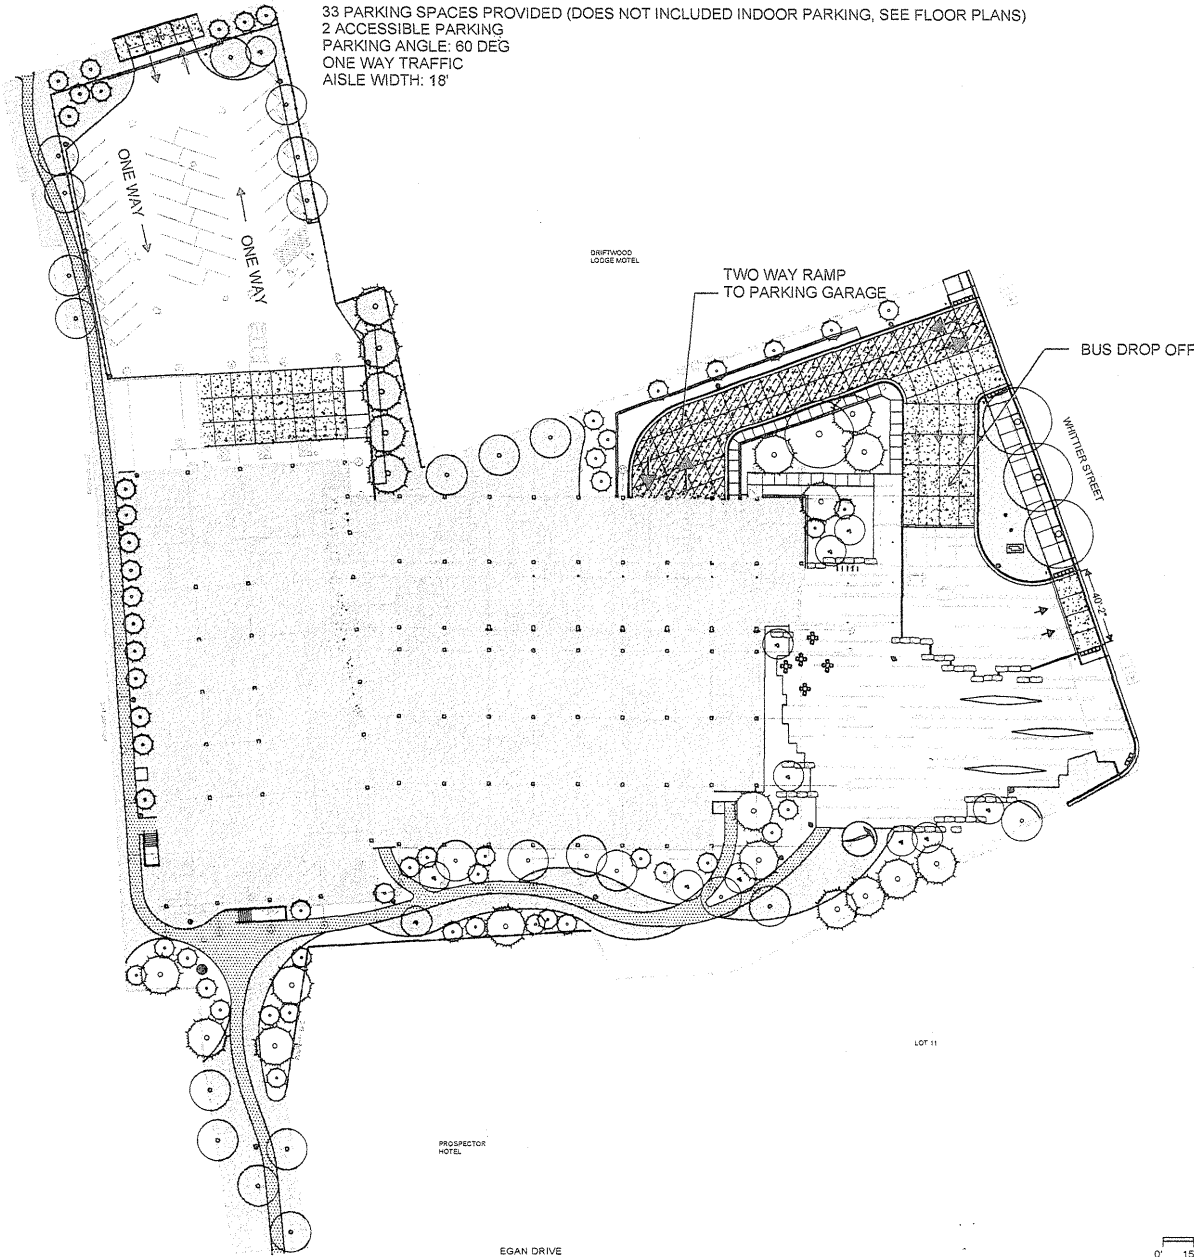 33 PARKING SPACES PROVIDED (DOES NOT INCLUDED INDOOR PARKING, SEE FLOOR PLANS)
2 ACCESSIBLE PARKING
PARKING ANGLE: 60 DEG
ONE WAY TRAFFIC
AISLE WIDTH: 18'
ONE WAY
ONE WAY
DRIFTWOOD
LODGE MOTEL
TWO WAY RAMP
TO PARKING GARAGE
BUS DROP OFF
WHITTIER STREET
40'-2"
LOT 11
PROSPECTOR
HOTEL
EGAN DRIVE
0' 15